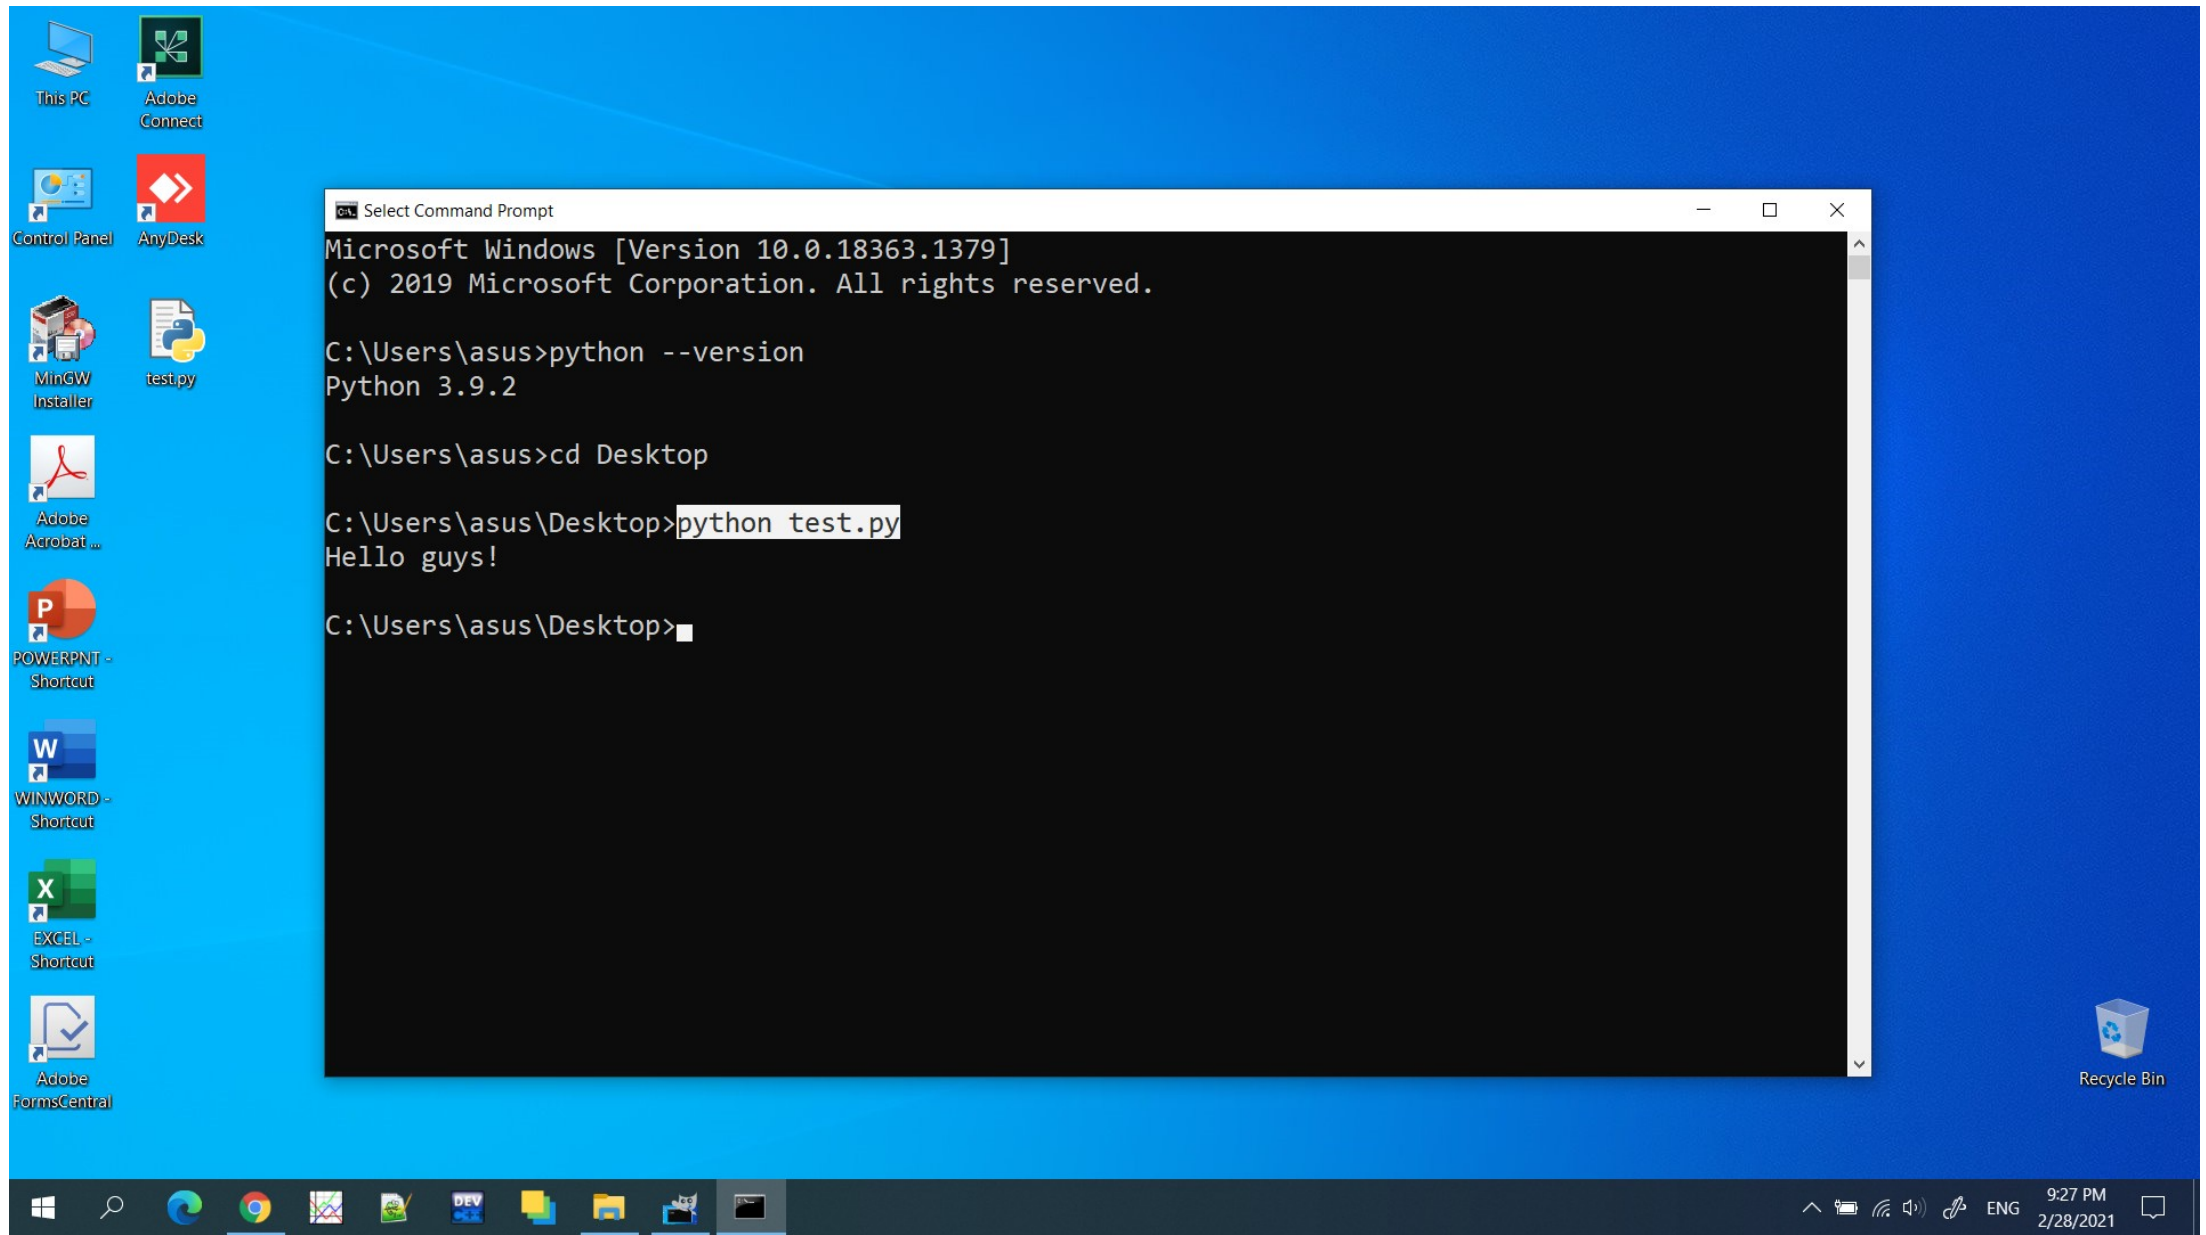 This PC
Adobe
Connect
Control Panel
AnyDesk
MinGW
Installer
test.py
Adobe
Acrobat ...
POWERPNT -
Shortcut
WINWORD -
Shortcut
EXCEL -
Shortcut
Adobe
FormsCentral
Select Command Prompt
Microsoft Windows [Version 10.0.18363.1379]
(c) 2019 Microsoft Corporation. All rights reserved.
C:\Users\asus>python --version
Python 3.9.2
C:\Users\asus>cd Desktop
C:\Users\asus\Desktop>python test.py
Hello guys!
C:\Users\asus\Desktop>
Recycle Bin
DEV
C++
ENG
9:27 PM
2/28/2021